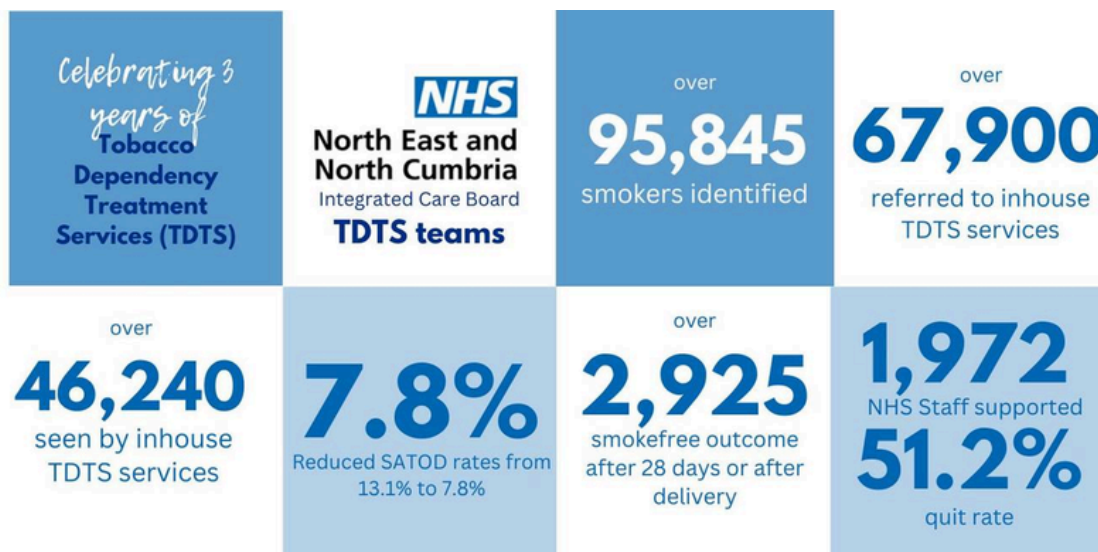 Celebrating 3
years of
Tobacco
Dependency
Treatment
Services (TDTS)
NHS
North East and
North Cumbria
Integrated Care Board
TDTS teams
over
95,845
smokers identified
over
67,900
referred to inhouse
TDTS services
over
46,240
seen by inhouse
TDTS services
7.8%
Reduced SATOD rates from
13.1% to 7.8%
over
2,925
smokefree outcome
after 28 days or after
delivery
1,972
NHS Staff supported
51.2%
quit rate